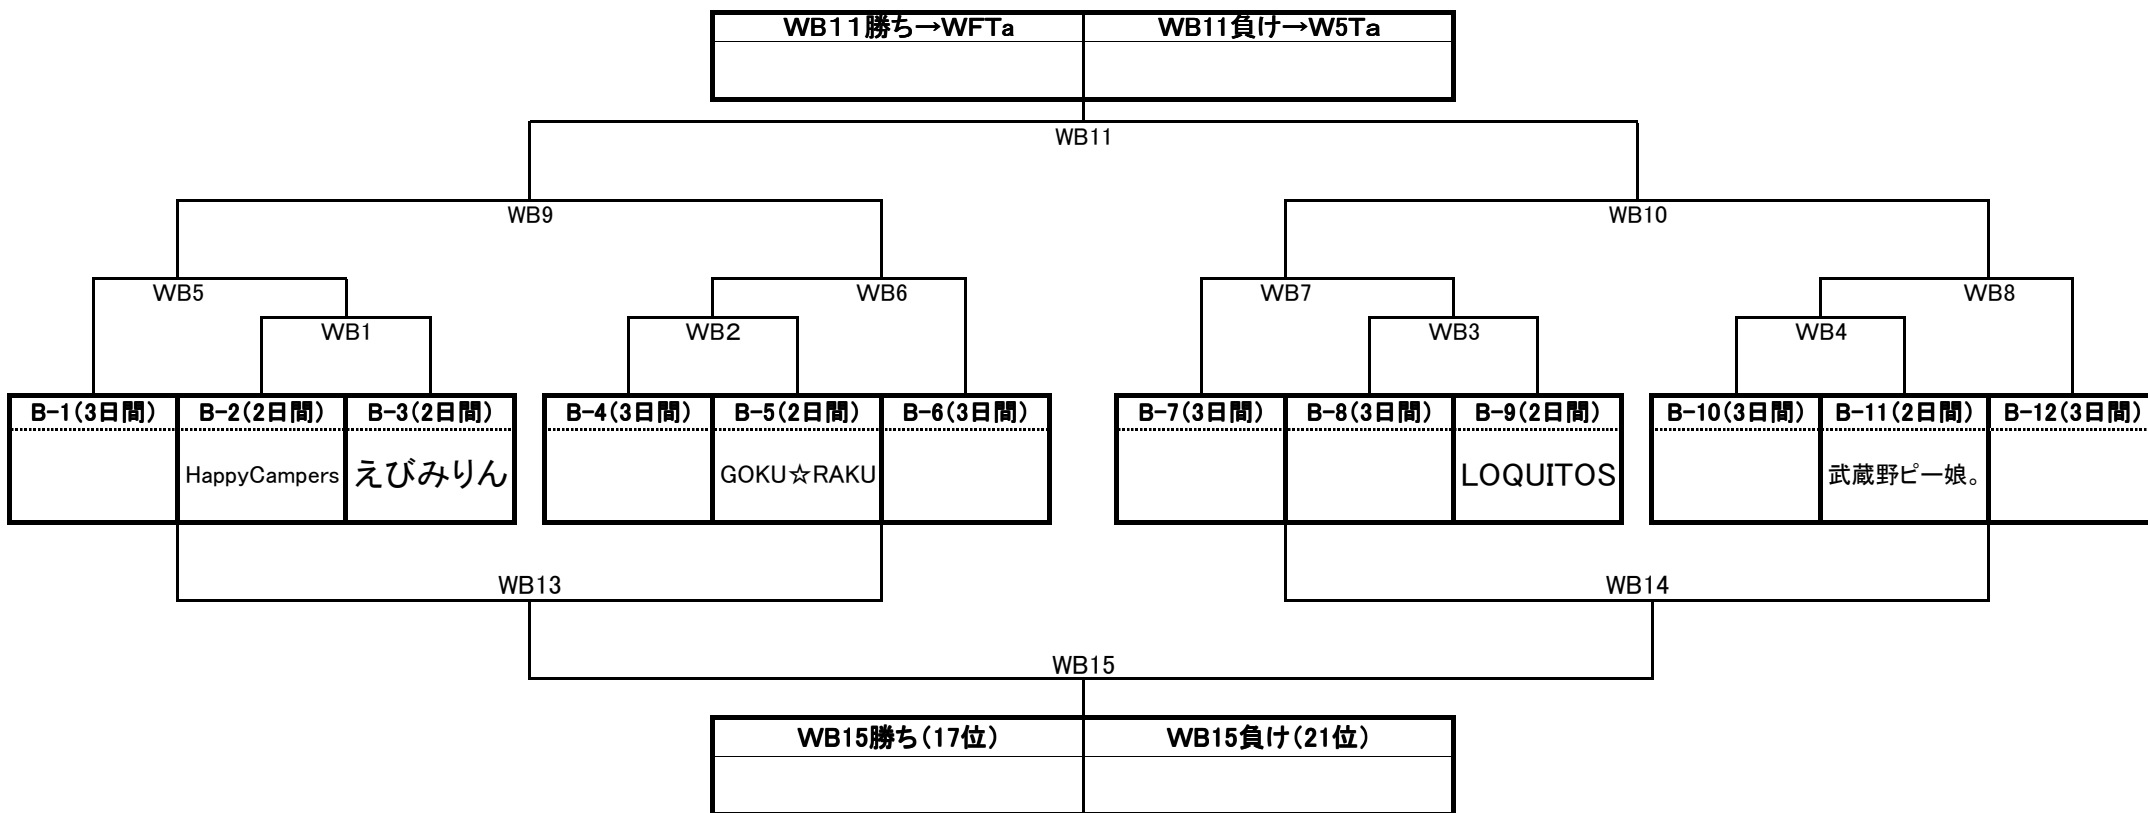 WB11勝ち→WFTa WB11負け→W5Ta
WB11
WB9 WB10
WB5 WB6 WB7 WB8
WB1 WB2 WB3 WB4
B-1(3日間) B-2(2日間) B-3(2日間) B-4(3日間) B-5(2日間) B-6(3日間) B-7(3日間) B-8(3日間) B-9(2日間) B-10(3日間) B-11(2日間) B-12(3日間)
HappyCampers えびみりん GOKU☆RAKU LOQUITOS 武蔵野ピー娘。
WB13 WB14
WB15
WB15勝ち(17位) WB15負け(21位)